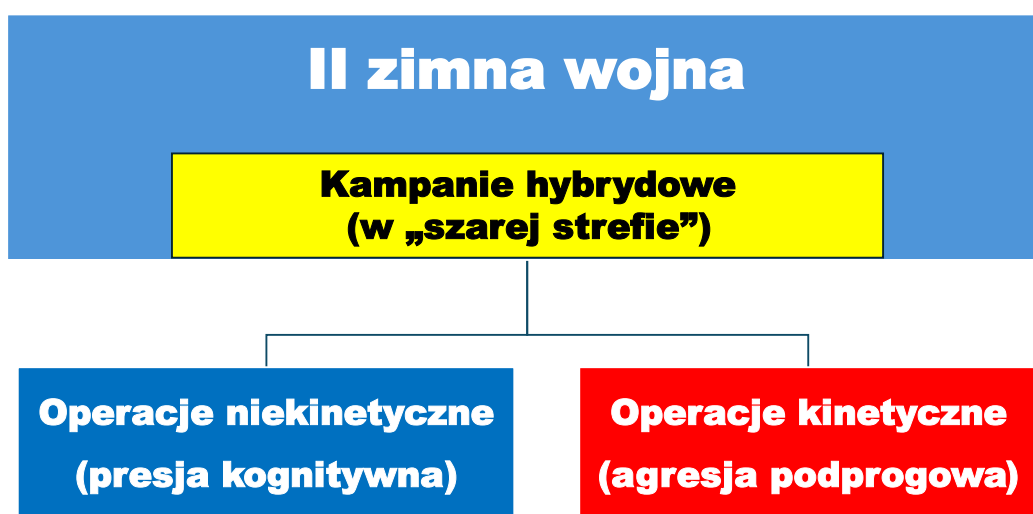 II zimna wojna
Kampanie hybrydowe
(w „szarej strefie”)
Operacje niekinetyczne
(presja kognitywna)
Operacje kinetyczne
(agresja podprogowa)